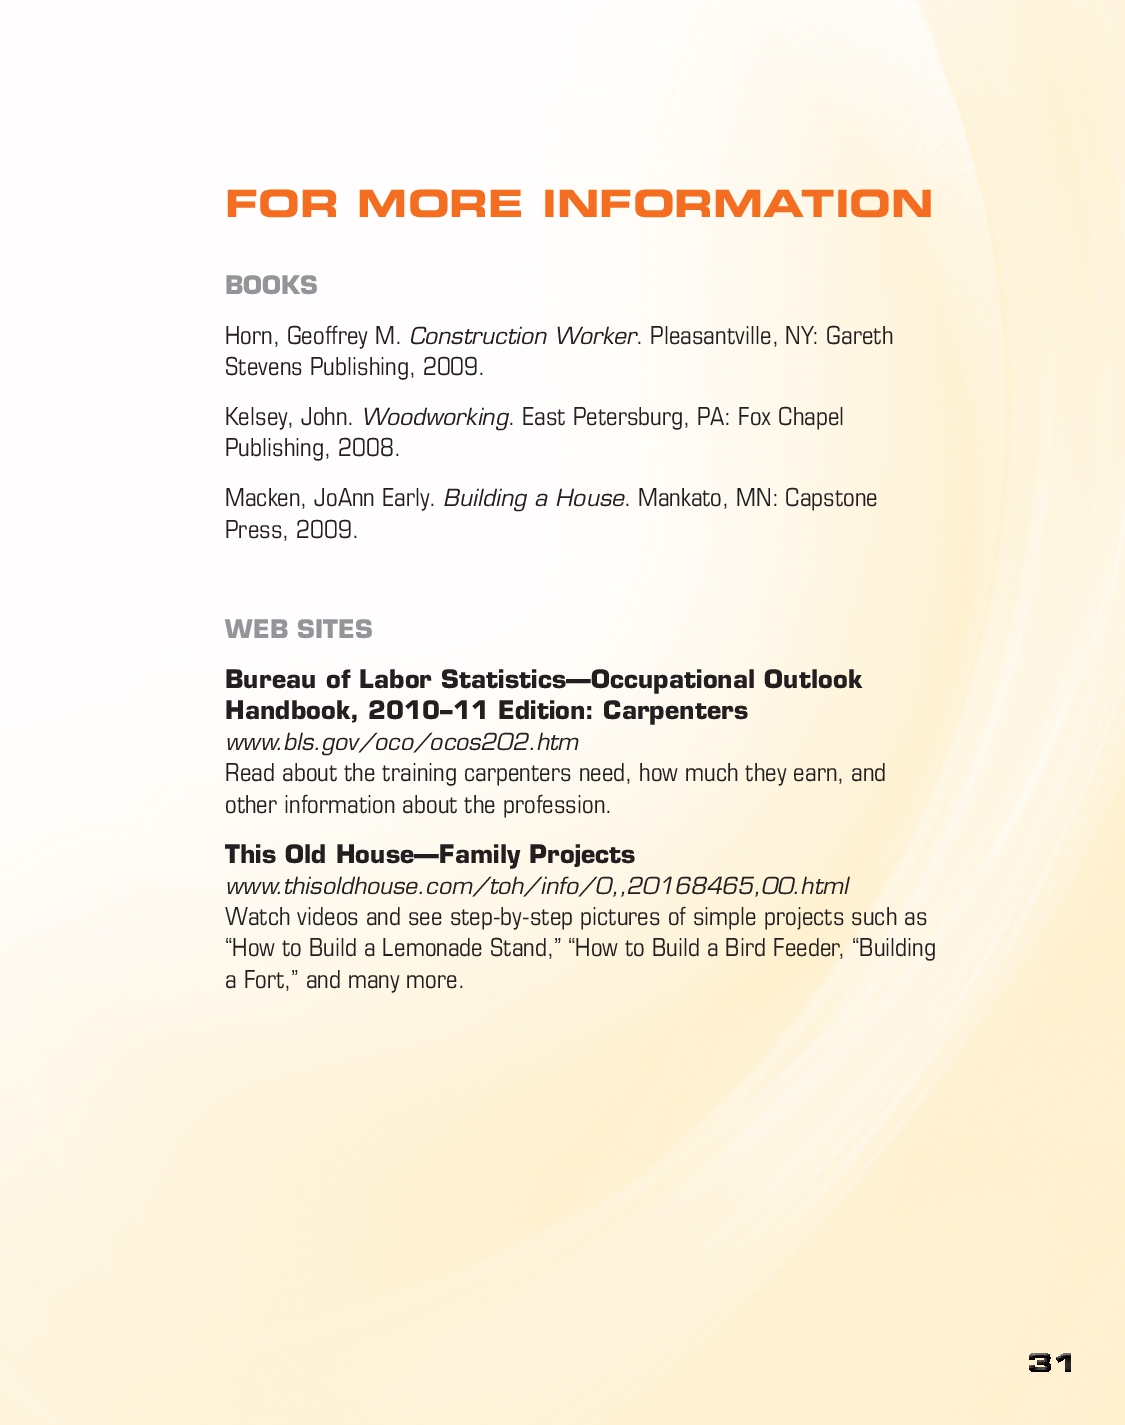 FOR MORE INFORMATION
BOOKS
Horn, Geoffrey M. Construction Worker. Pleasantville, NY: Gareth
Stevens Publishing, 2009.
Kelsey, John. Woodworking. East Petersburg, PA: Fox Chapel
Publishing, 2008.
Macken, JoAnn Early. Building a House. Mankato, MN: Capstone
Press, 2009.
WEB SITES
Bureau of Labor Statistics—Occupational Outlook
Handbook, 2010–11 Edition: Carpenters
www.bls.gov/oco/ocos202.htm
Read about the training carpenters need, how much they earn, and
other information about the profession.
This Old House—Family Projects
www.thisoldhouse.com/toh/info/0,,20168465,00.html
Watch videos and see step-by-step pictures of simple projects such as
“How to Build a Lemonade Stand,” “How to Build a Bird Feeder, “Building
a Fort,” and many more.
31